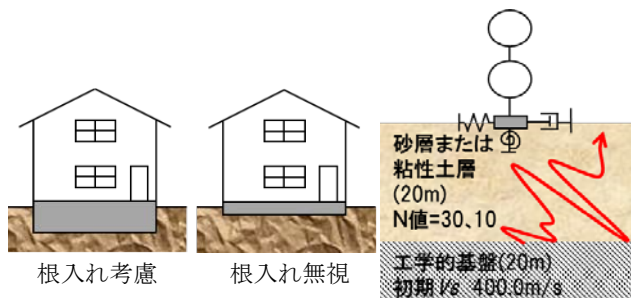 根入れ考慮
根入れ無視
砂層または
粘性土層
(20m)
N値=30、10
工学的基盤(20m)
初期Vs 400.0m/s